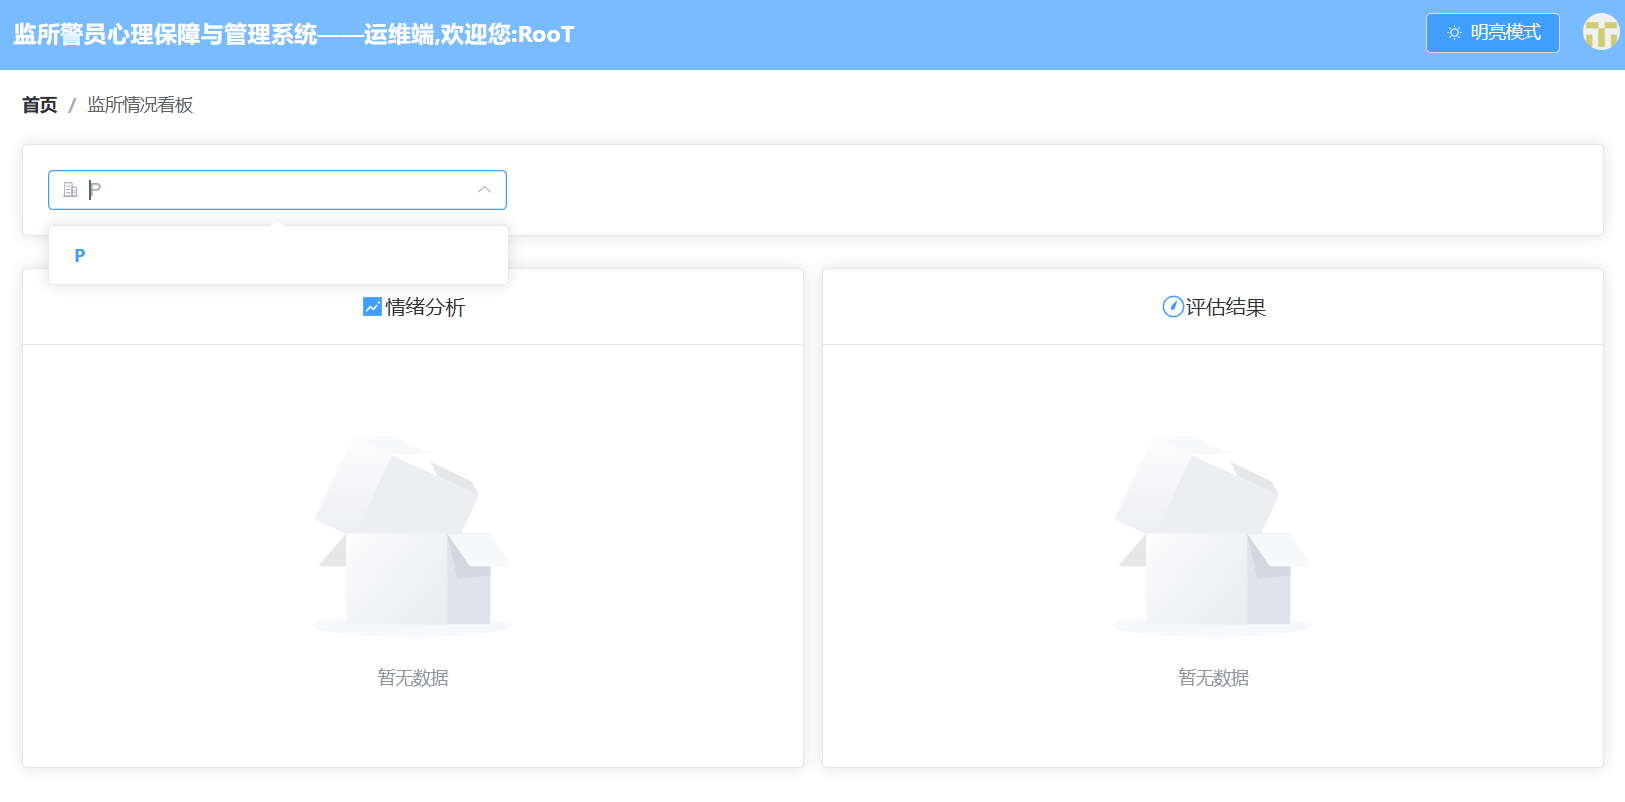 监所警员心理保障与管理系统——运维端,欢迎您:RooT
明亮模式
首页 / 监所情况看板
P
P
情绪分析
评估结果
暂无数据
暂无数据